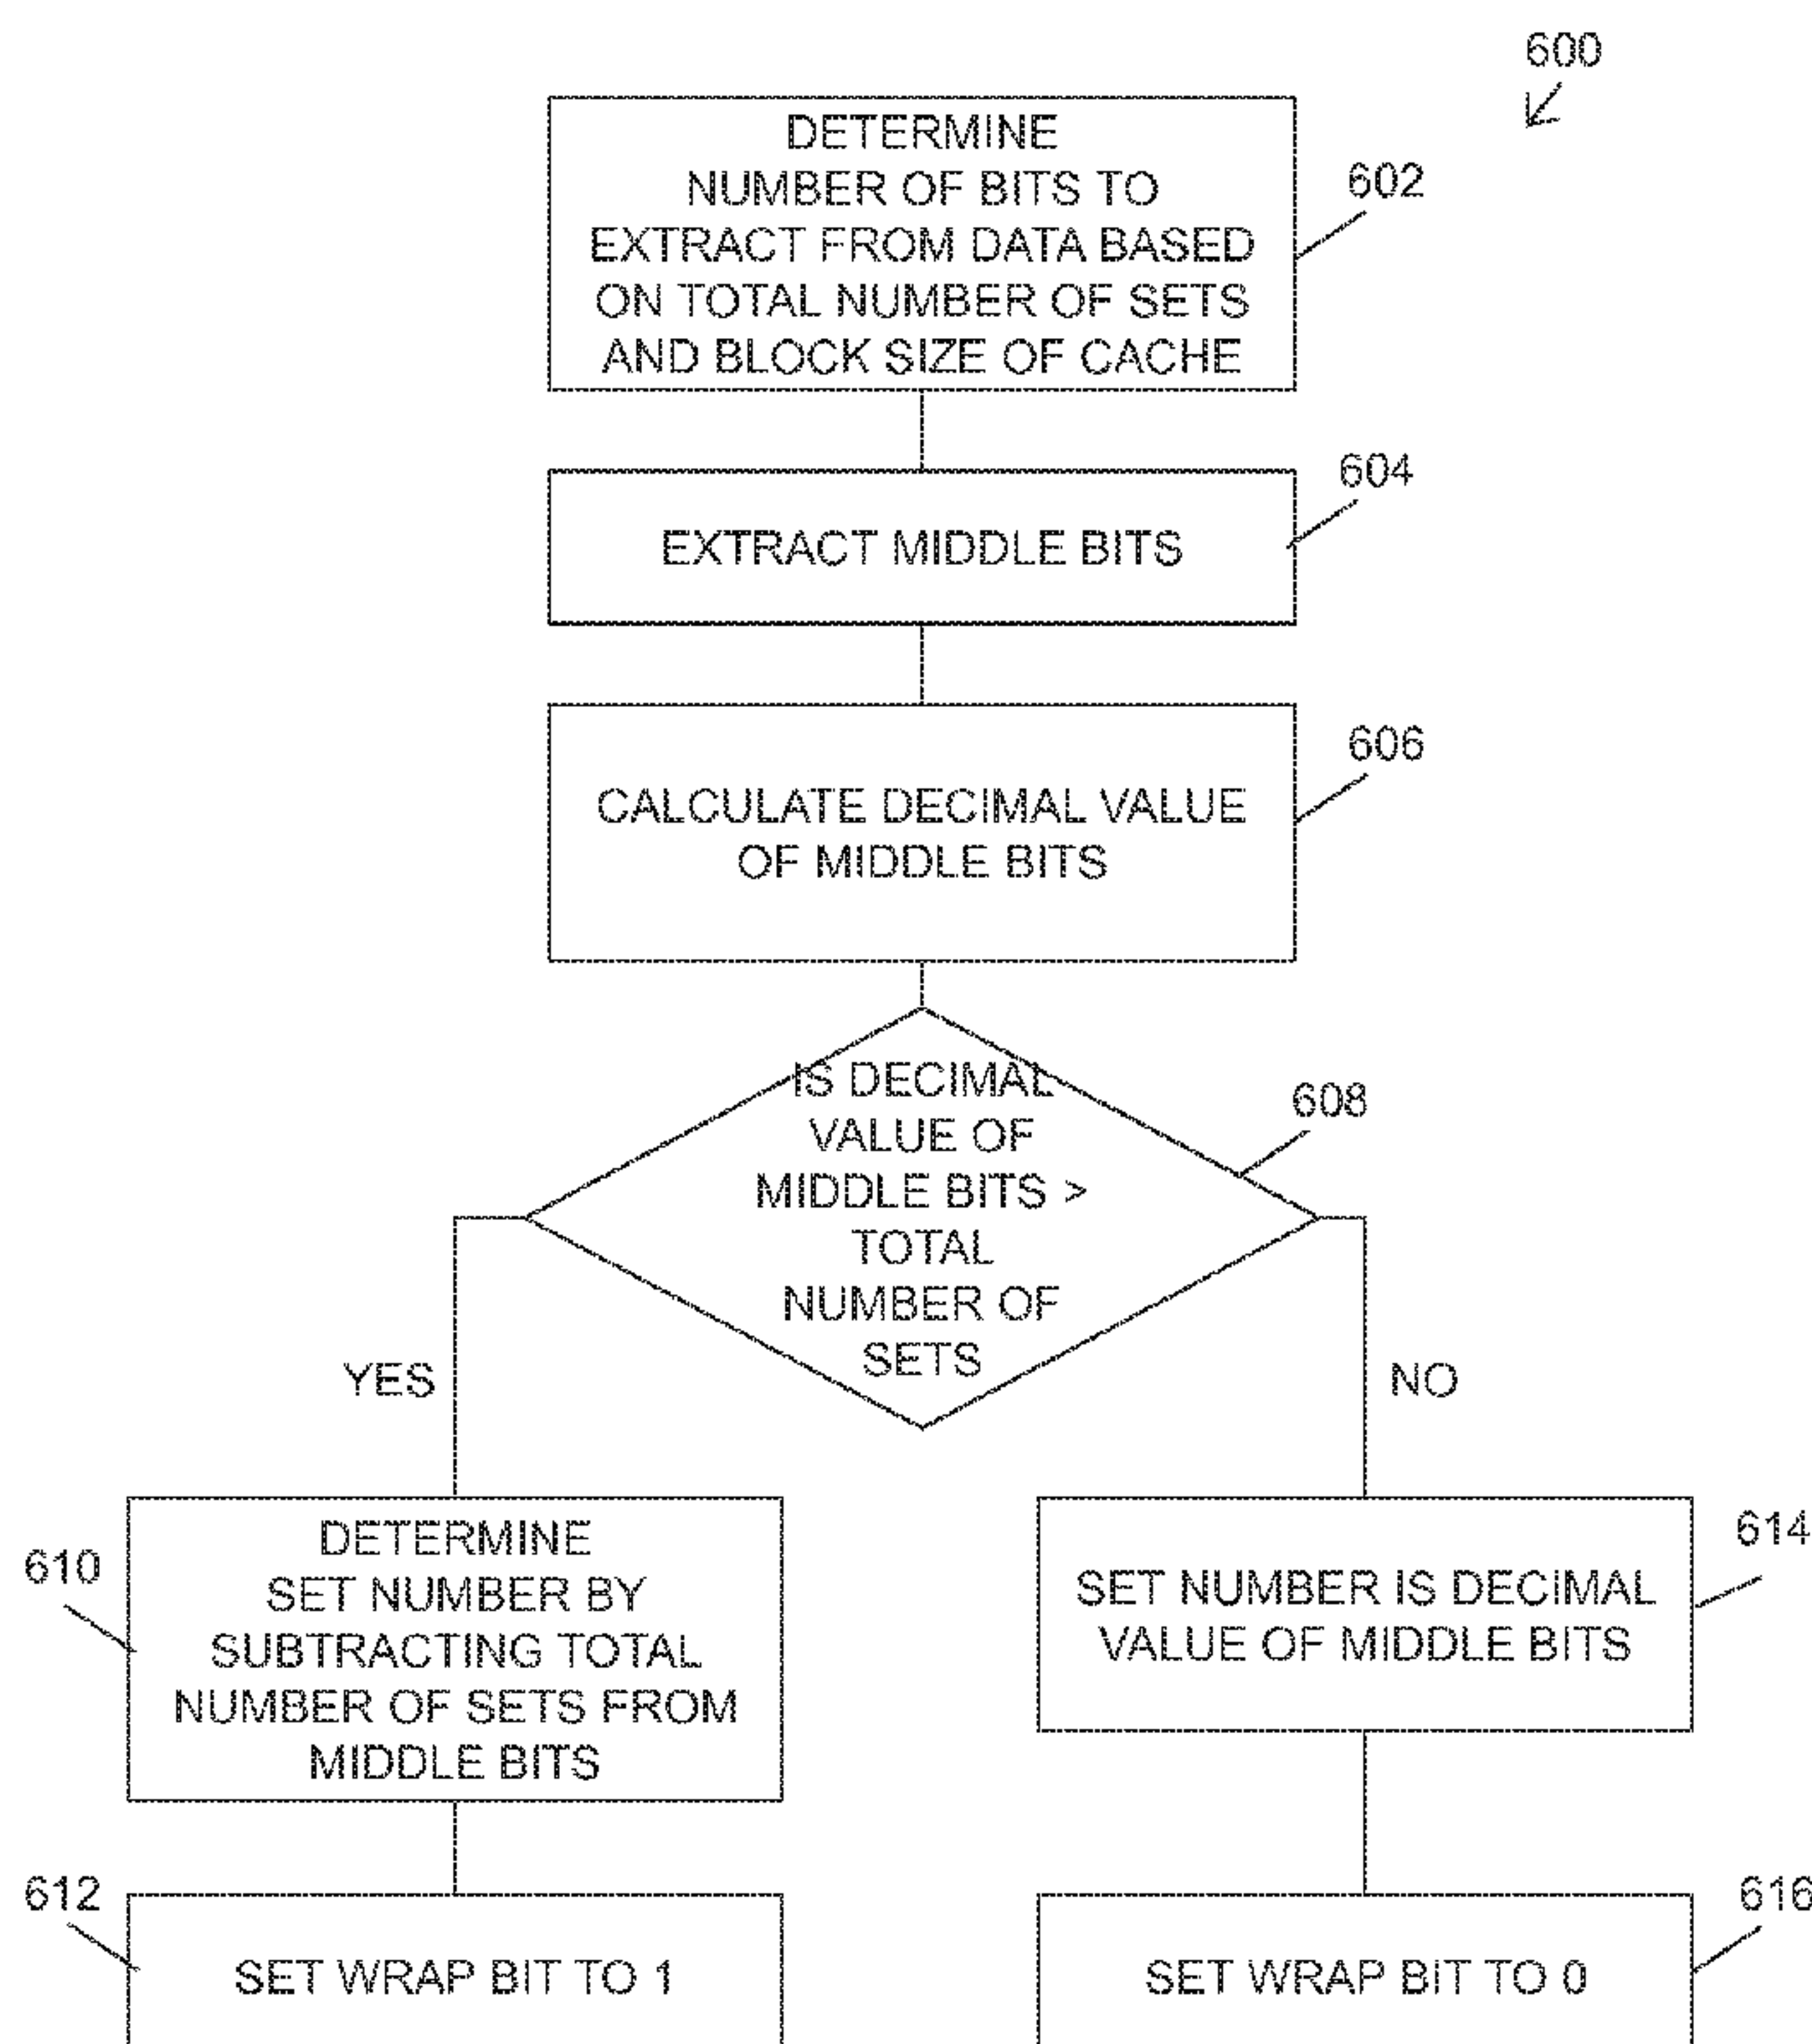 600
DETERMINE
NUMBER OF BITS TO
EXTRACT FROM DATA BASED
ON TOTAL NUMBER OF SETS
AND BLOCK SIZE OF CACHE
602
EXTRACT MIDDLE BITS
604
CALCULATE DECIMAL VALUE
OF MIDDLE BITS
606
IS DECIMAL
VALUE OF
MIDDLE BITS >
TOTAL
NUMBER OF
SETS
608
YES
NO
610
DETERMINE
SET NUMBER BY
SUBTRACTING TOTAL
NUMBER OF SETS FROM
MIDDLE BITS
SET NUMBER IS DECIMAL
VALUE OF MIDDLE BITS
614
612
SET WRAP BIT TO 1
SET WRAP BIT TO 0
616